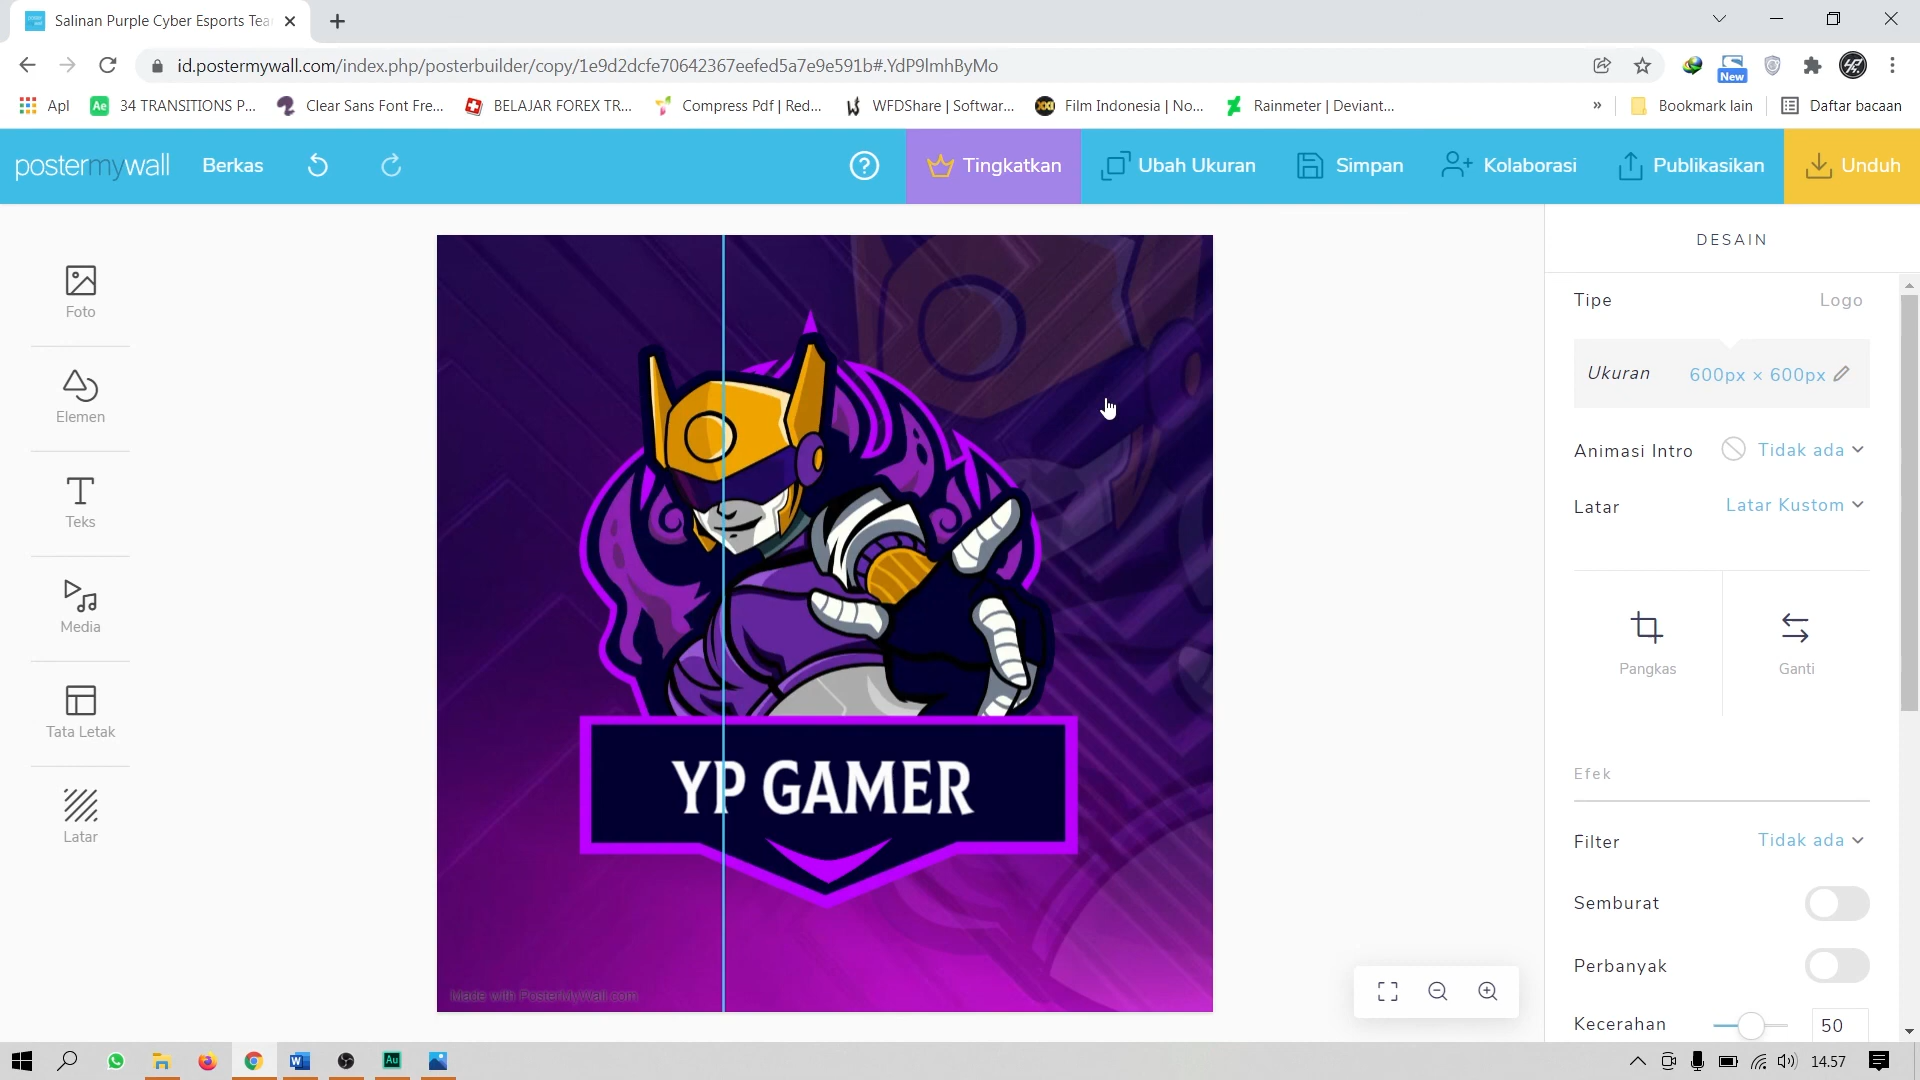 Salinan Purple Cyber Esports Tea
id.postermywall.com/index.php/posterbuilder/copy/1e9d2dcfe70642367eefed5a7e9e591b#.YdP9lmhByMo
New
Apl
34 TRANSITIONS P...
Clear Sans Font Fre...
BELAJAR FOREX TR...
Compress Pdf | Red...
WFDShare | Softwar...
Film Indonesia | No...
Rainmeter | Deviant...
»
Bookmark lain
Daftar bacaan
postermywall
Berkas
Tingkatkan
Ubah Ukuran
Simpan
Kolaborasi
Publikasikan
Unduh
Foto
Elemen
Teks
Media
Tata Letak
Latar
YP GAMER
Made with PosterMyWall.com
DESAIN
Tipe Logo
Ukuran 600px × 600px
Animasi Intro Tidak ada
Latar Latar Kustom
Pangkas Ganti
Efek
Filter Tidak ada
Semburat
Perbanyak
Kecerahan 50
14.57